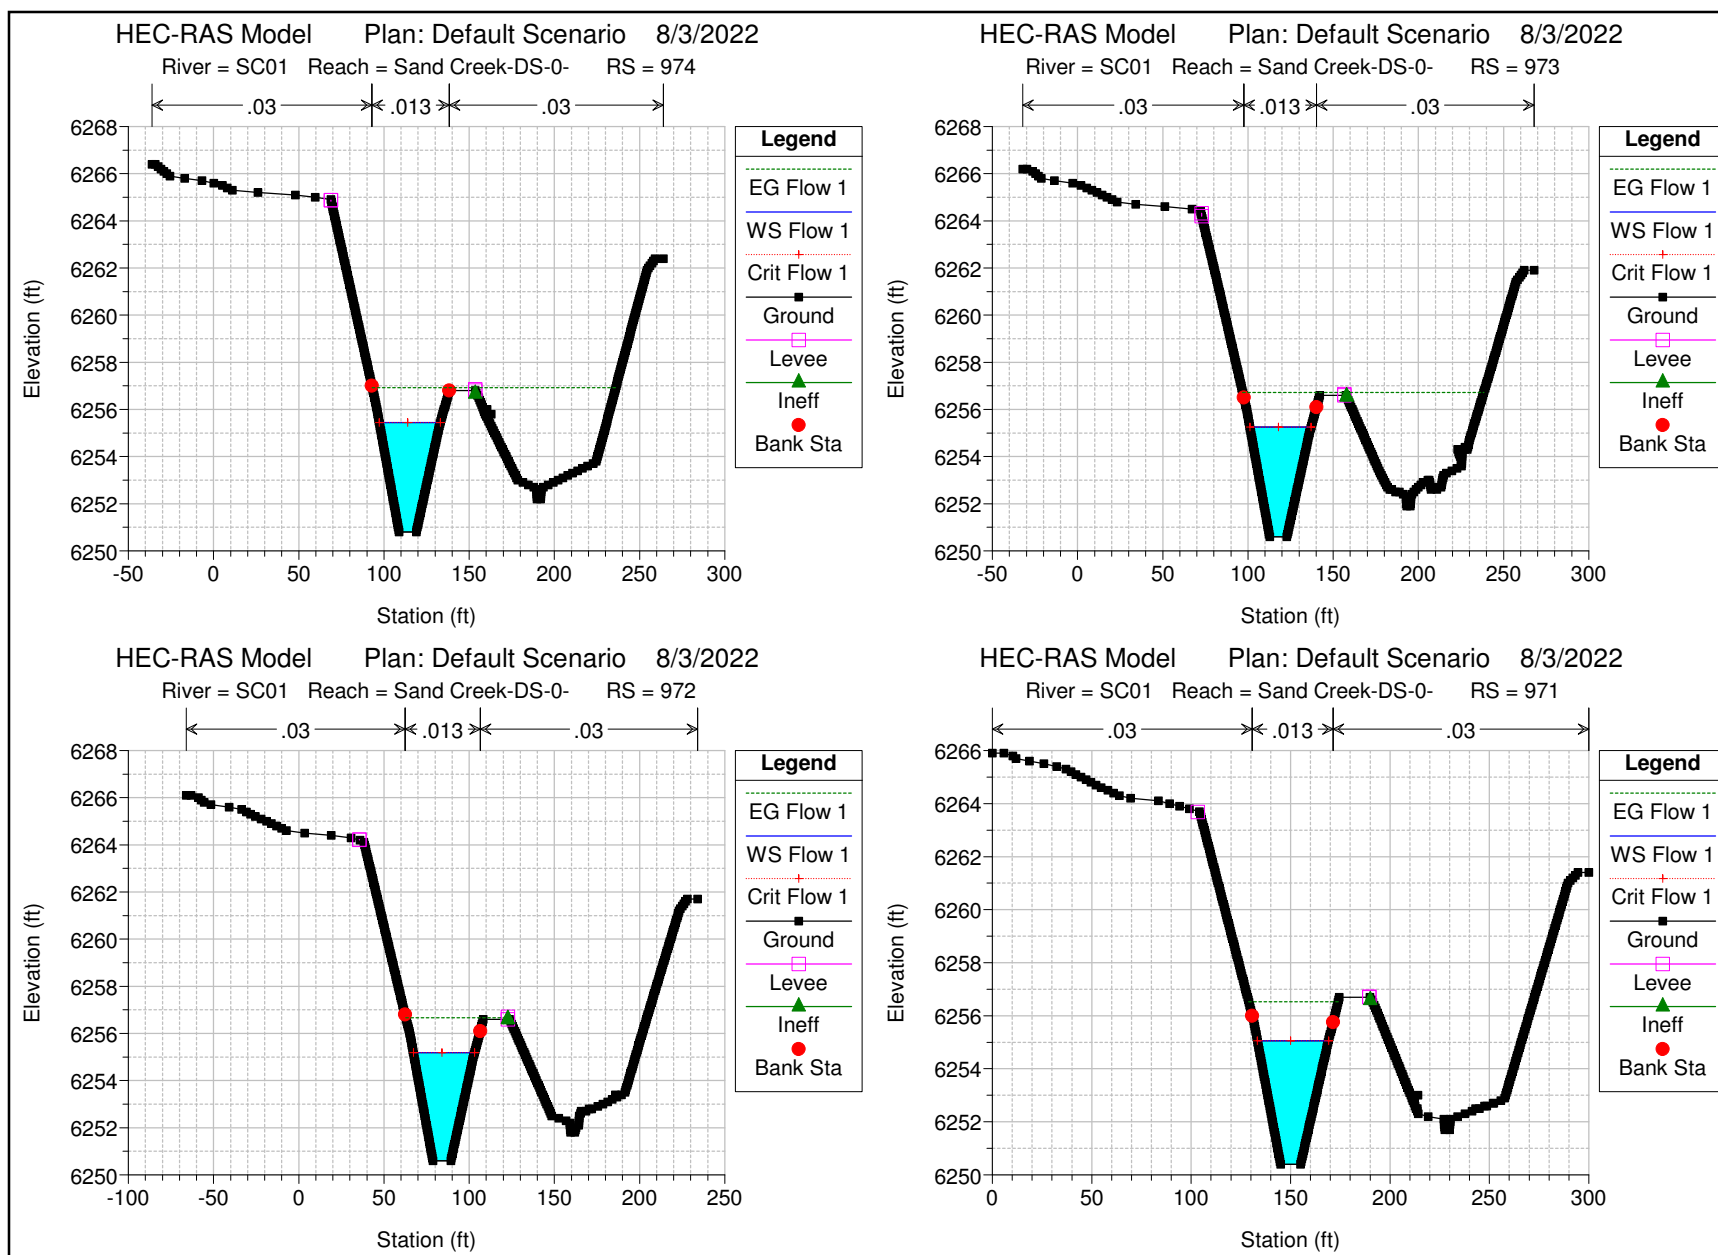 HEC-RAS Model Plan: Default Scenario 8/3/2022
River = SC01 Reach = Sand Creek-DS-0- RS = 974
.03 .013 .03
6268
6266
6264
6262
6260
6258
6256
6254
6252
6250
Elevation (ft)
-50 0 50 100 150 200 250 300
Station (ft)
Legend
EG Flow 1
WS Flow 1
Crit Flow 1
Ground
Levee
Ineff
Bank Sta
HEC-RAS Model Plan: Default Scenario 8/3/2022
River = SC01 Reach = Sand Creek-DS-0- RS = 973
.03 .013 .03
6268
6266
6264
6262
6260
6258
6256
6254
6252
6250
Elevation (ft)
-50 0 50 100 150 200 250 300
Station (ft)
Legend
EG Flow 1
WS Flow 1
Crit Flow 1
Ground
Levee
Ineff
Bank Sta
HEC-RAS Model Plan: Default Scenario 8/3/2022
River = SC01 Reach = Sand Creek-DS-0- RS = 972
.03 .013 .03
6268
6266
6264
6262
6260
6258
6256
6254
6252
6250
Elevation (ft)
-100 -50 0 50 100 150 200 250
Station (ft)
Legend
EG Flow 1
WS Flow 1
Crit Flow 1
Ground
Levee
Ineff
Bank Sta
HEC-RAS Model Plan: Default Scenario 8/3/2022
River = SC01 Reach = Sand Creek-DS-0- RS = 971
.03 .013 .03
6266
6264
6262
6260
6258
6256
6254
6252
6250
Elevation (ft)
0 50 100 150 200 250 300
Station (ft)
Legend
EG Flow 1
WS Flow 1
Crit Flow 1
Ground
Levee
Ineff
Bank Sta